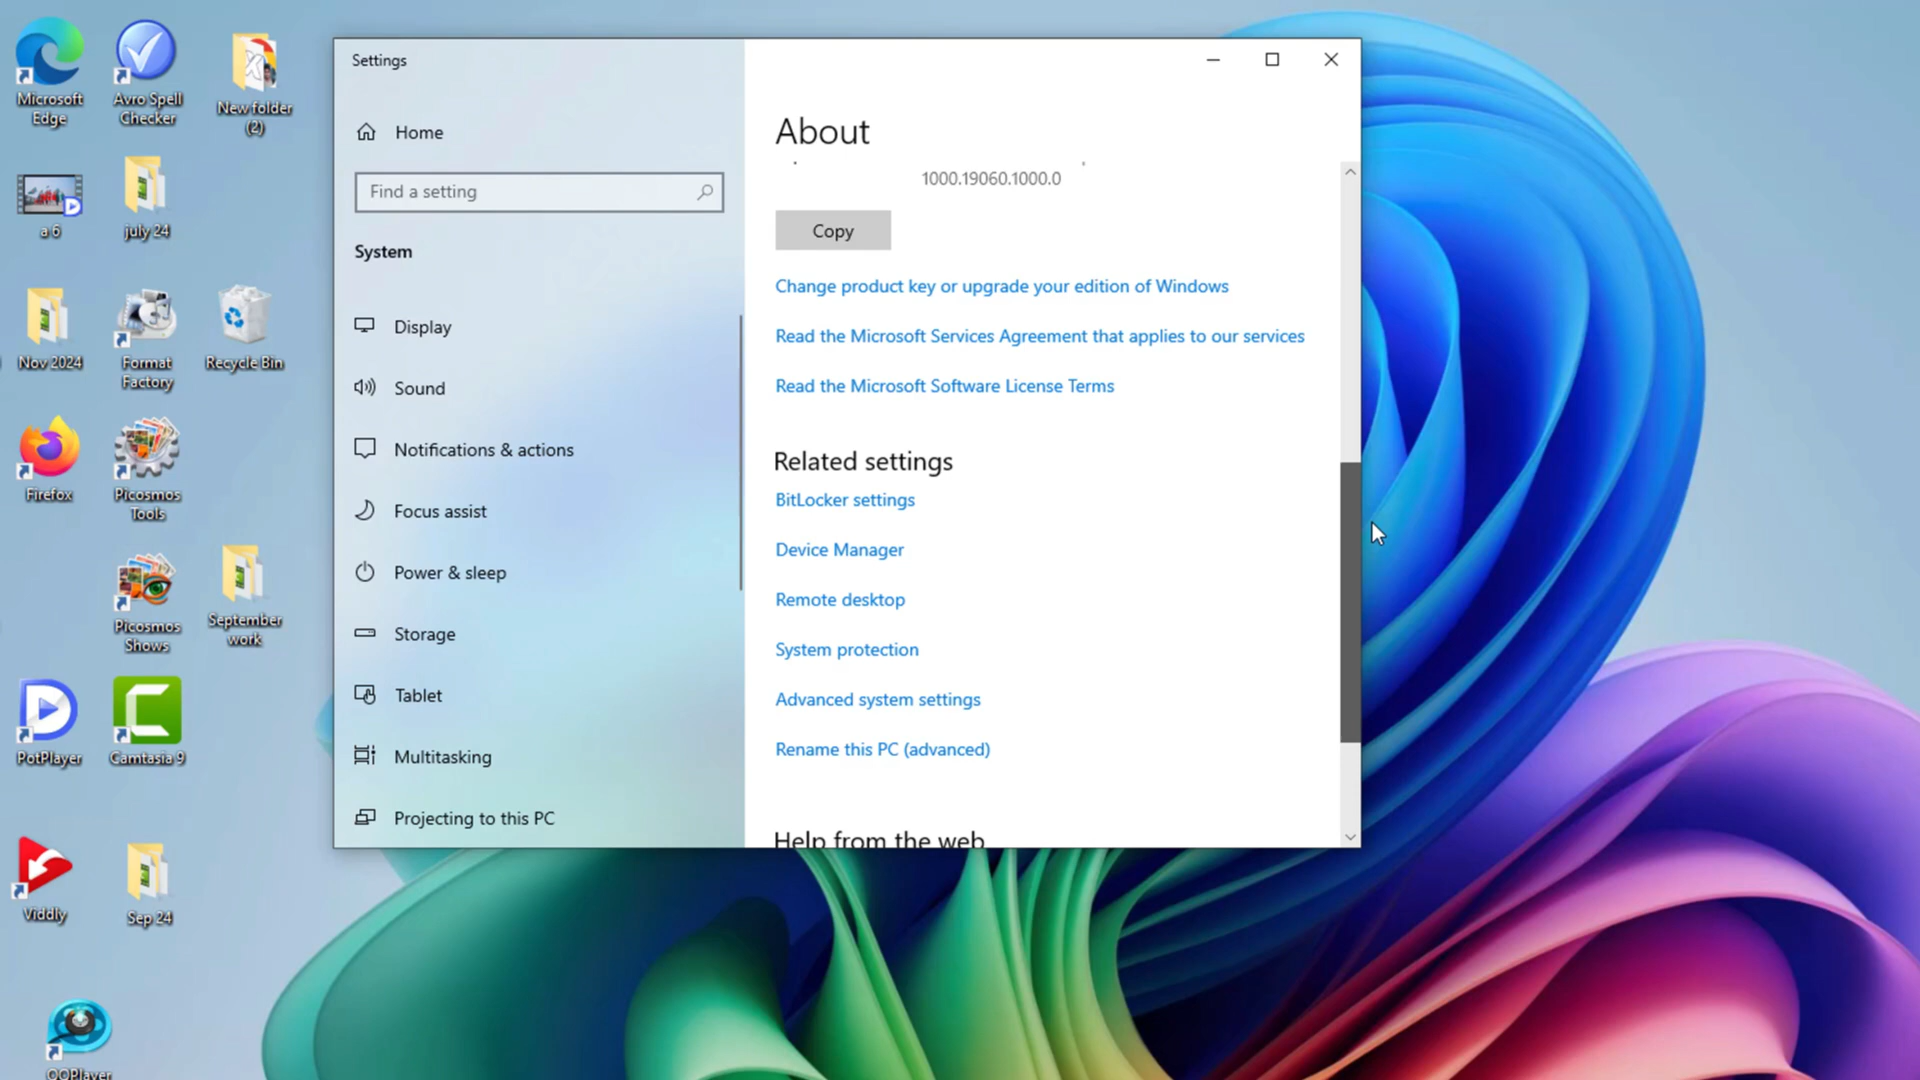 Microsoft
Edge
Avro Spell
Checker
New folder
(2)
a 6
july 24
Nov 2024
Format
Factory
Recycle Bin
Firefox
Picosmos
Tools
Picosmos
Shows
September
work
PotPlayer
Camtasia 9
Viddly
Sep 24
QQPlayer
Settings
Home
Find a setting
System
Display
Sound
Notifications & actions
Focus assist
Power & sleep
Storage
Tablet
Multitasking
Projecting to this PC
About
1000.19060.1000.0
Copy
Change product key or upgrade your edition of Windows
Read the Microsoft Services Agreement that applies to our services
Read the Microsoft Software License Terms
Related settings
BitLocker settings
Device Manager
Remote desktop
System protection
Advanced system settings
Rename this PC (advanced)
Help from the web